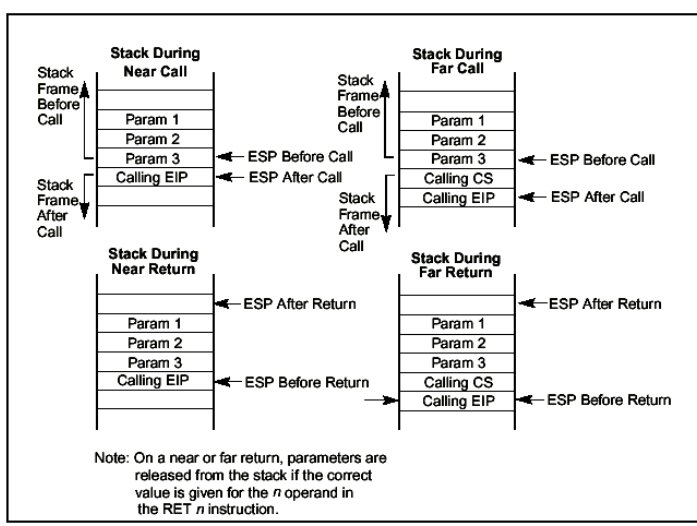 Stack During
Near Call
Stack
Frame
Before
Call
Param 1
Param 2
Param 3
ESP Before Call
Calling EIP
ESP After Call
Stack
Frame
After
Call
Stack During
Far Call
Stack
Frame
Before
Call
Param 1
Param 2
Param 3
ESP Before Call
Calling CS
Calling EIP
ESP After Call
Stack
Frame
After
Call
Stack During
Near Return
ESP After Return
Param 1
Param 2
Param 3
Calling EIP
ESP Before Return
Stack During
Far Return
ESP After Return
Param 1
Param 2
Param 3
Calling CS
Calling EIP
ESP Before Return
Note: On a near or far return, parameters are
released from the stack if the correct
value is given for the n operand in
the RET n instruction.